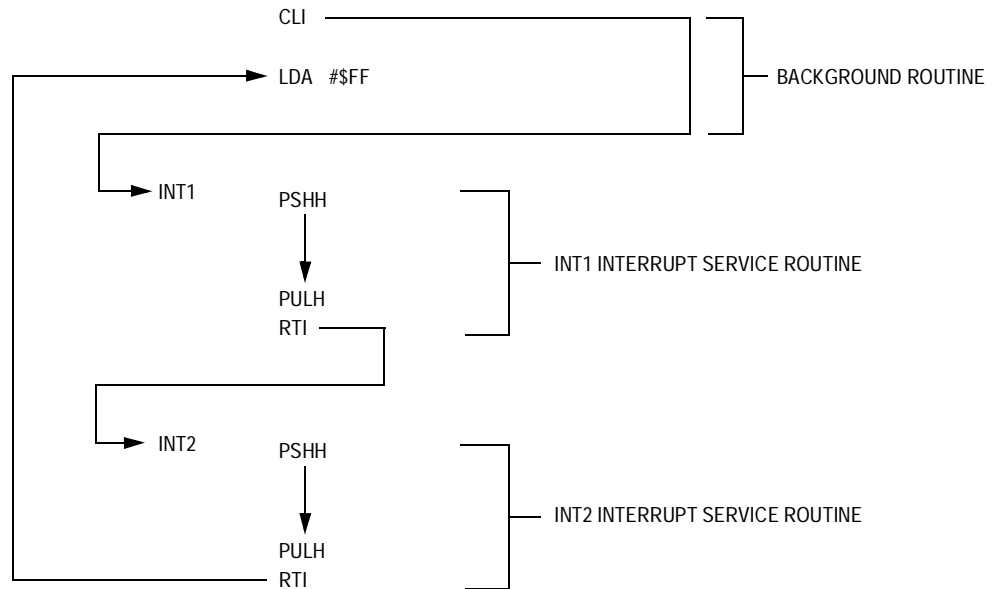 CLI
LDA #$FF
BACKGROUND ROUTINE
INT1
PSHH
INT1 INTERRUPT SERVICE ROUTINE
PULH
RTI
INT2
PSHH
INT2 INTERRUPT SERVICE ROUTINE
PULH
RTI